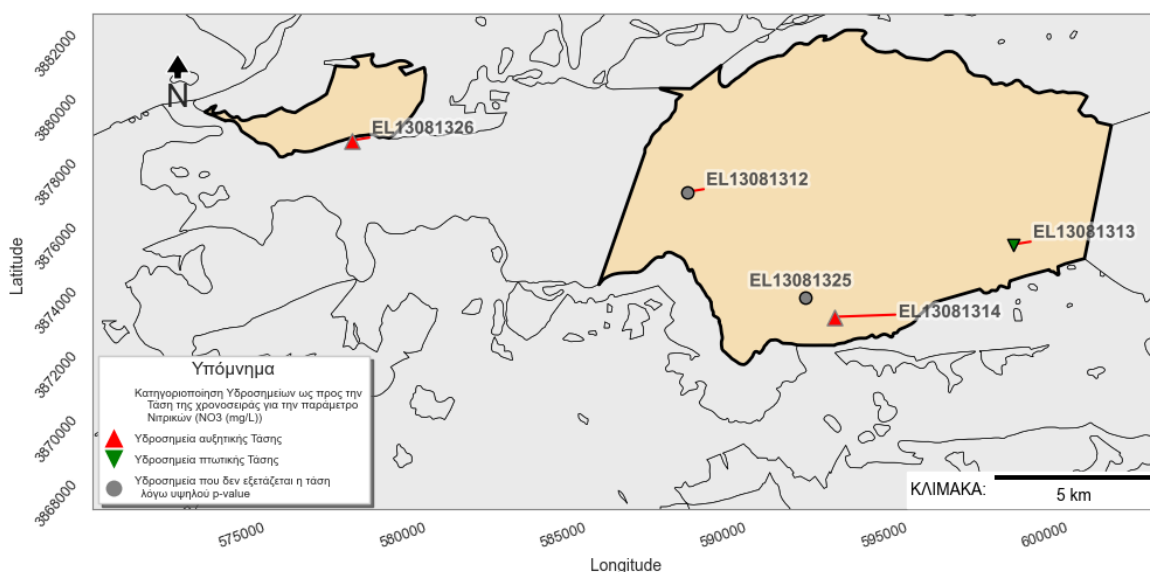 3882000
3880000
3878000
3876000
3874000
3872000
3870000
3868000
Latitude
N
EL13081326
EL13081312
EL13081313
EL13081325
EL13081314
Υπόμνημα
Κατηγοριοποίηση Υδροσημείων ως προς την
Τάση της χρονοσειράς για την παράμετρο
Νιτρικών (NO3 (mg/L))
Υδροσημεία αυξητικής Τάσης
Υδροσημεία πτωτικής Τάσης
Υδροσημεία που δεν εξετάζεται η τάση
λόγω υψηλού p-value
ΚΛΙΜΑΚΑ:
5 km
575000
580000
585000
590000
595000
600000
Longitude